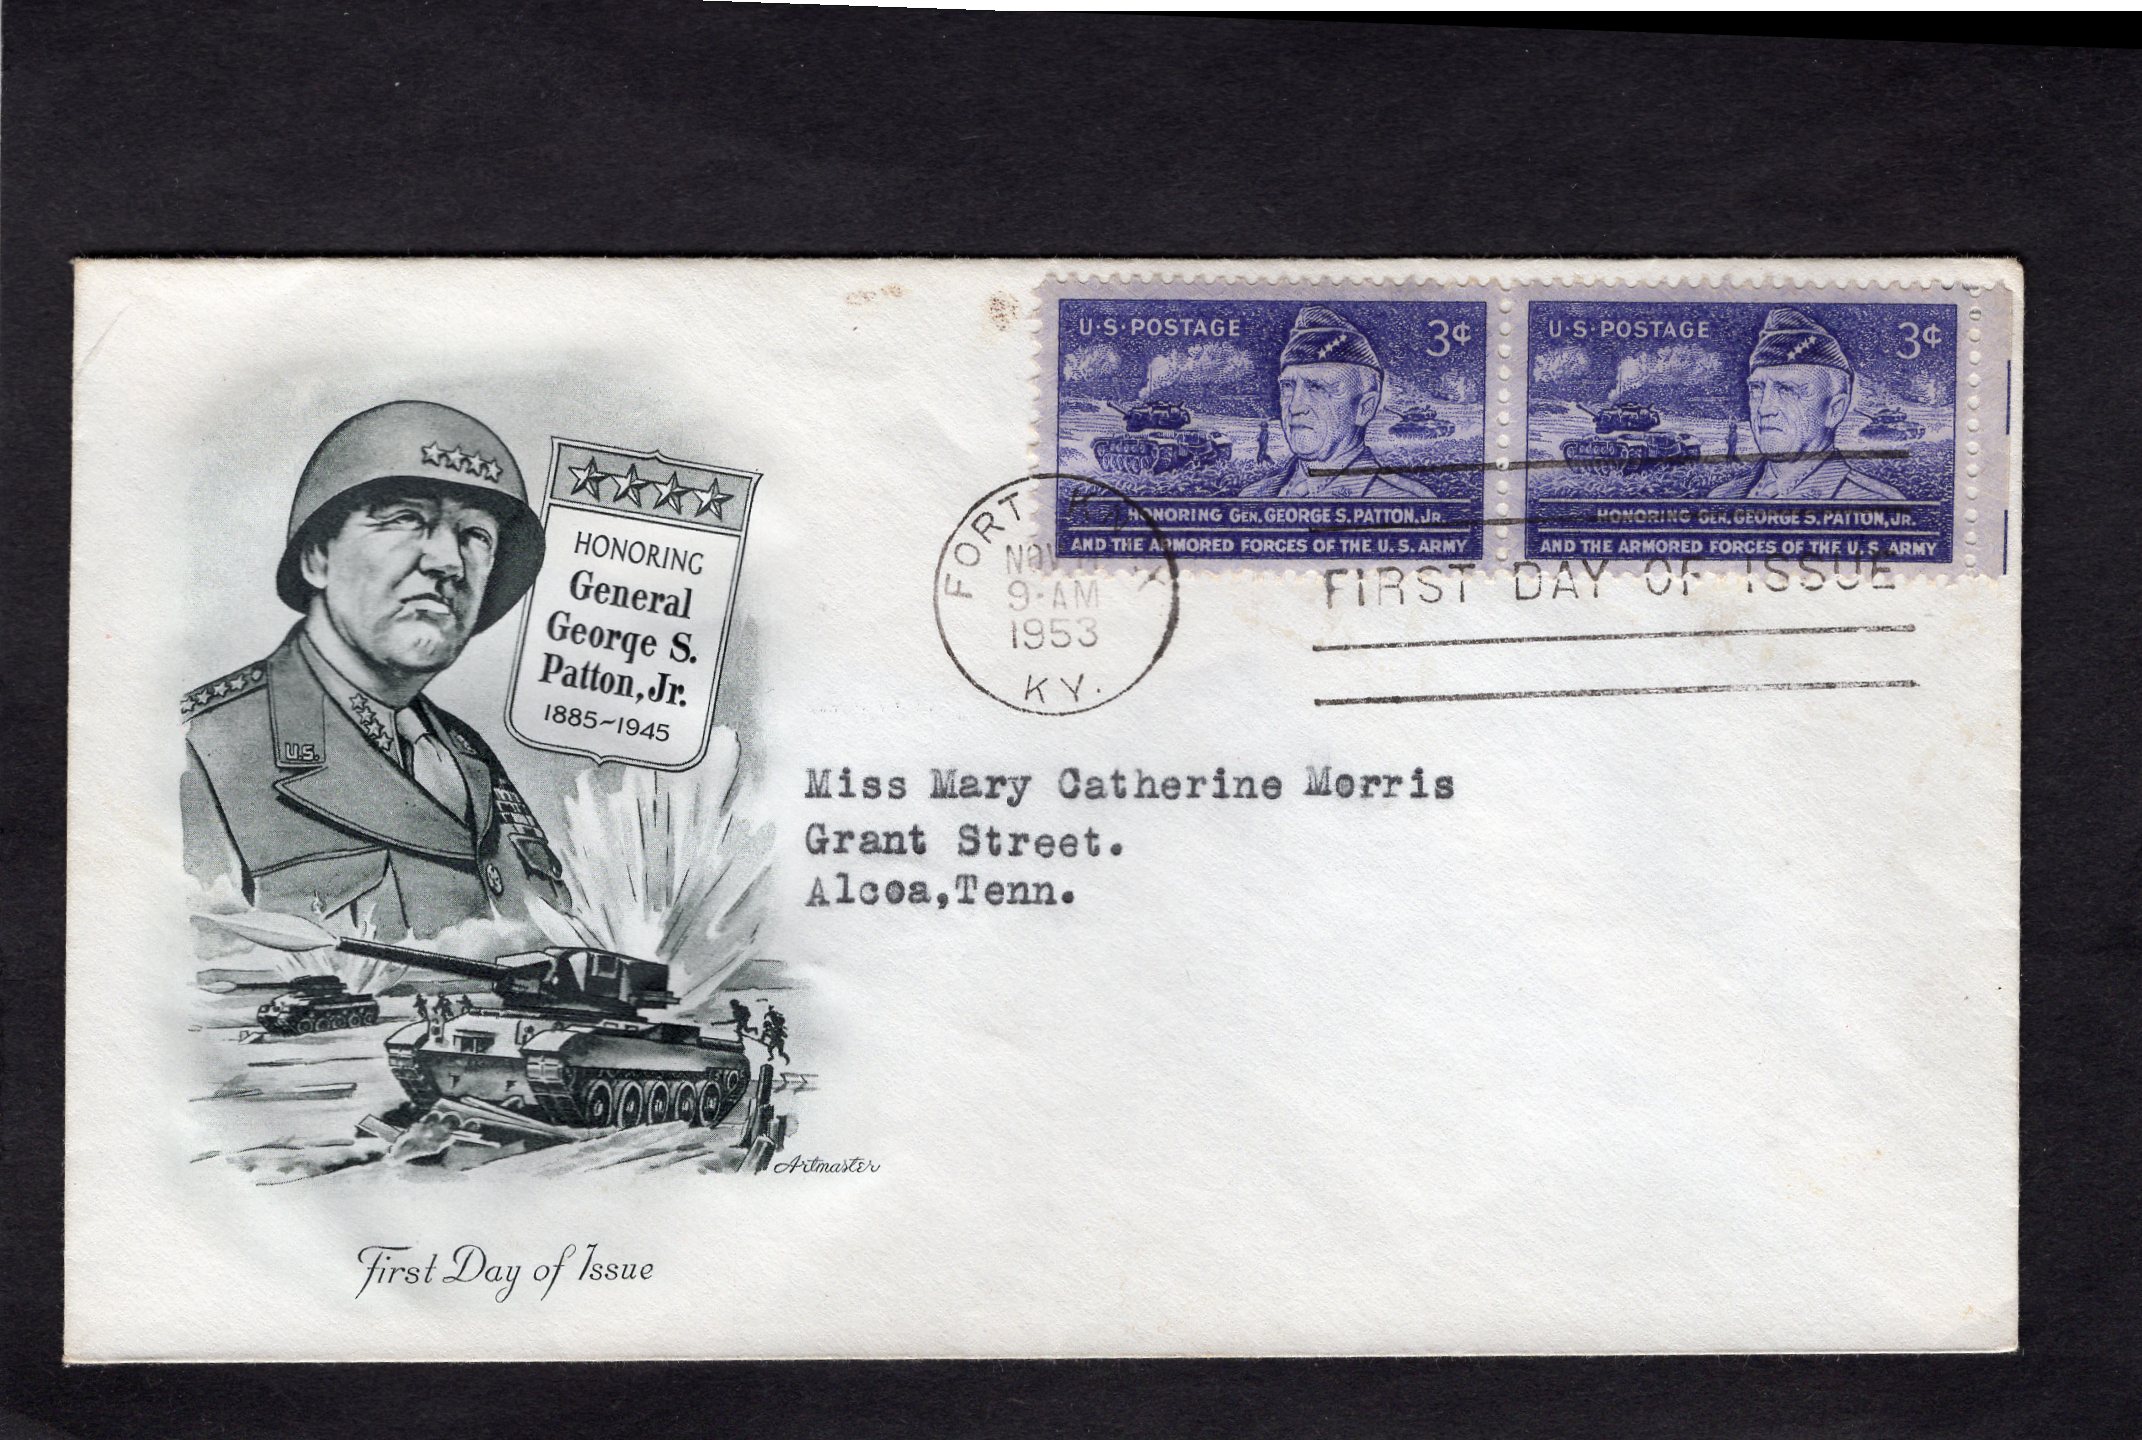 U·S·POSTAGE 3¢
HONORING GEN. GEORGE S. PATTON, JR.
AND THE ARMORED FORCES OF THE U.S. ARMY
U·S·POSTAGE 3¢
HONORING GEN. GEORGE S. PATTON, JR.
AND THE ARMORED FORCES OF THE U.S. ARMY
FORT KNOX
NOV 11
9·AM
1953
KY.
FIRST DAY OF ISSUE
HONORING
General
George S.
Patton, Jr.
1885~1945
U.S.
Miss Mary Catherine Morris
Grant Street.
Alcoa,Tenn.
Artmaster
First Day of Issue